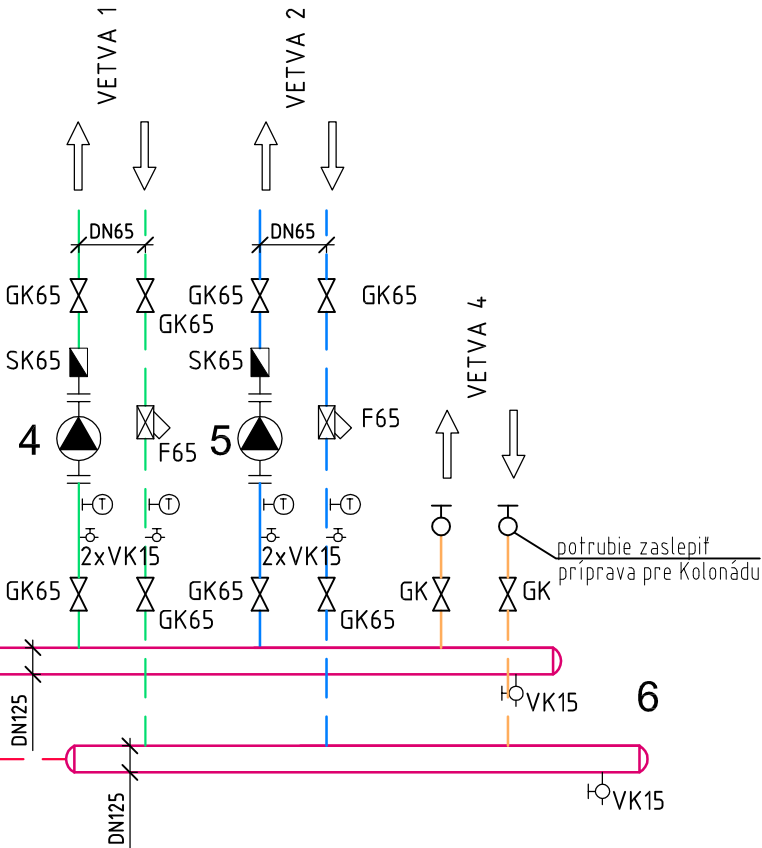 VETVA 1
VETVA 2
DN65
DN65
GK65
GK65
GK65
GK65
VETVA 4
SK65
SK65
4
F65
5
F65
T
T
T
T
2xVK15
2xVK15
potrubie zaslepiť
príprava pre Kolonádu
GK65
GK65
GK65
GK65
GK
GK
DN125
VK15
6
DN125
VK15